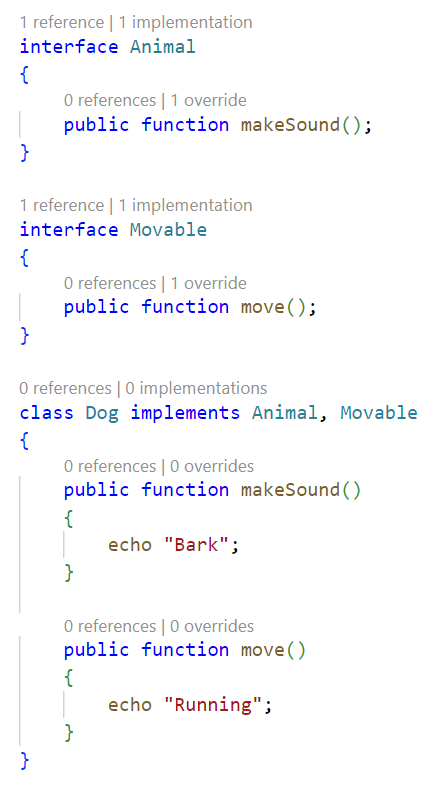 1 reference | 1 implementation
interface Animal
{
0 references | 1 override
public function makeSound();
}
1 reference | 1 implementation
interface Movable
{
0 references | 1 override
public function move();
}
0 references | 0 implementations
class Dog implements Animal, Movable
{
0 references | 0 overrides
public function makeSound()
{
echo "Bark";
}
0 references | 0 overrides
public function move()
{
echo "Running";
}
}